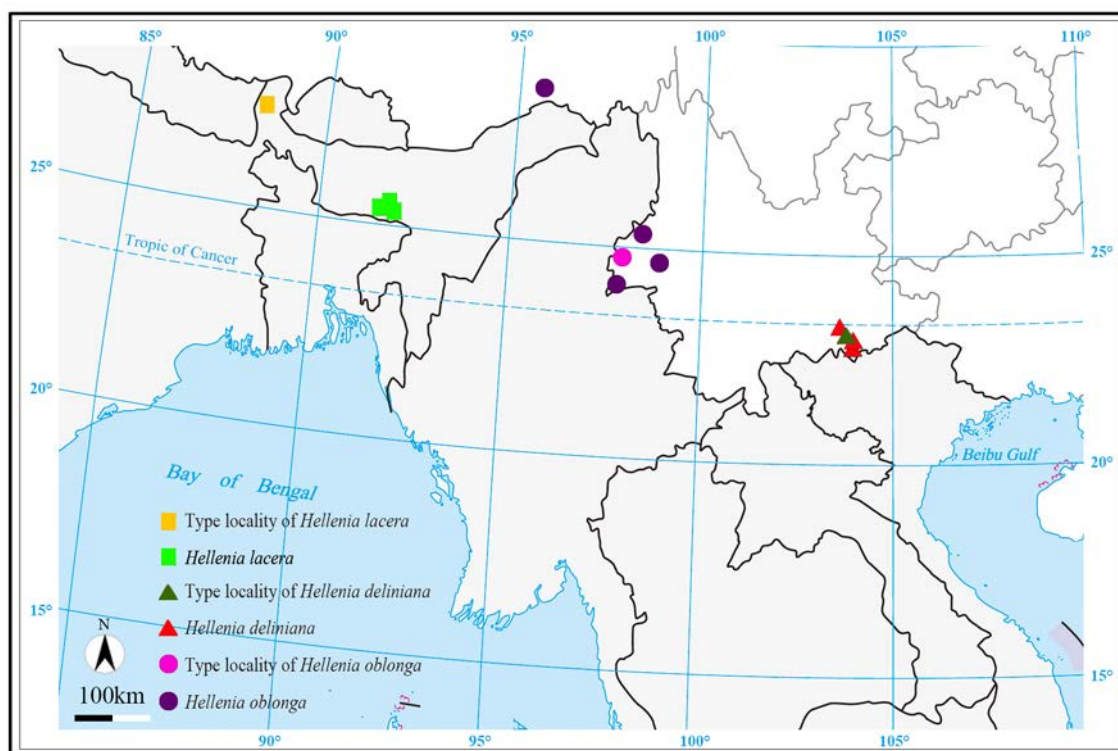 85°
90°
95°
100°
105°
110°
25°
25°
Tropic of Cancer
20°
20°
Beibu Gulf
Bay of Bengal
Type locality of Hellenia lacera
Hellenia lacera
Type locality of Hellenia deliniana
Hellenia deliniana
Type locality of Hellenia oblonga
Hellenia oblonga
15°
15°
N
100km
90°
95°
100°
105°